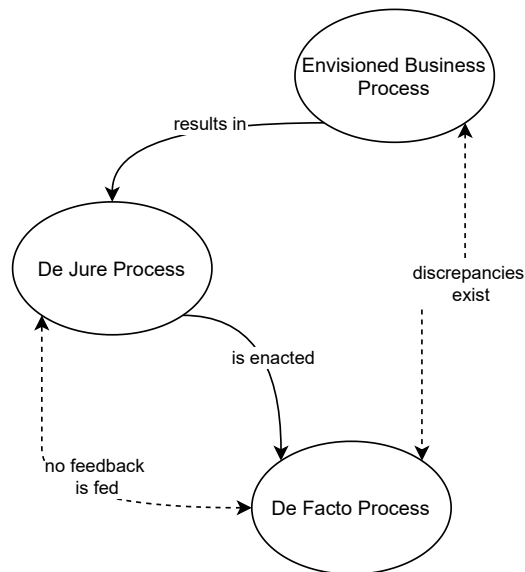 Envisioned Business
Process
results in
De Jure Process
discrepancies
exist
is enacted
no feedback
is fed
De Facto Process